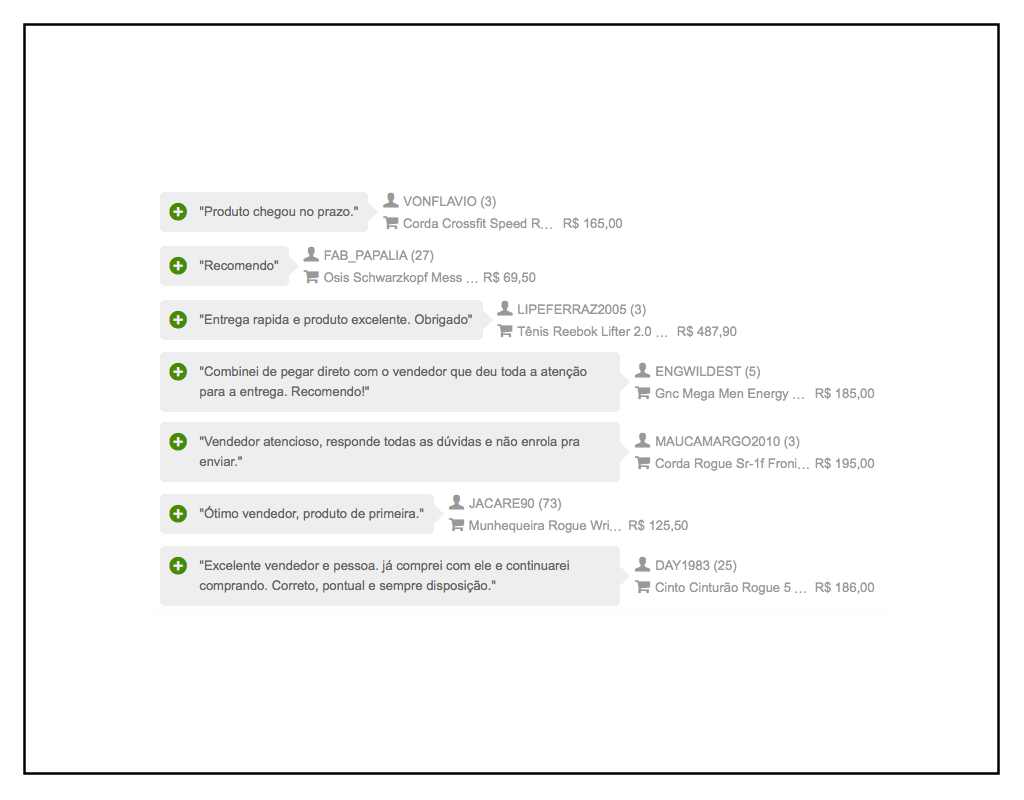 "Produto chegou no prazo."
VONFLAVIO (3)
Corda Crossfit Speed R... R$ 165,00
"Recomendo"
FAB_PAPALIA (27)
Osis Schwarzkopf Mess ... R$ 69,50
"Entrega rapida e produto excelente. Obrigado"
LIPEFERRAZ2005 (3)
Tênis Reebok Lifter 2.0 ... R$ 487,90
"Combinei de pegar direto com o vendedor que deu toda a atenção
para a entrega. Recomendo!"
ENGWILDEST (5)
Gnc Mega Men Energy ... R$ 185,00
"Vendedor atencioso, responde todas as dúvidas e não enrola pra
enviar."
MAUCAMARGO2010 (3)
Corda Rogue Sr-1f Froni... R$ 195,00
"Ótimo vendedor, produto de primeira."
JACARE90 (73)
Munhequeira Rogue Wri... R$ 125,50
"Excelente vendedor e pessoa. já comprei com ele e continuarei
comprando. Correto, pontual e sempre disposição."
DAY1983 (25)
Cinto Cinturão Rogue 5 ... R$ 186,00